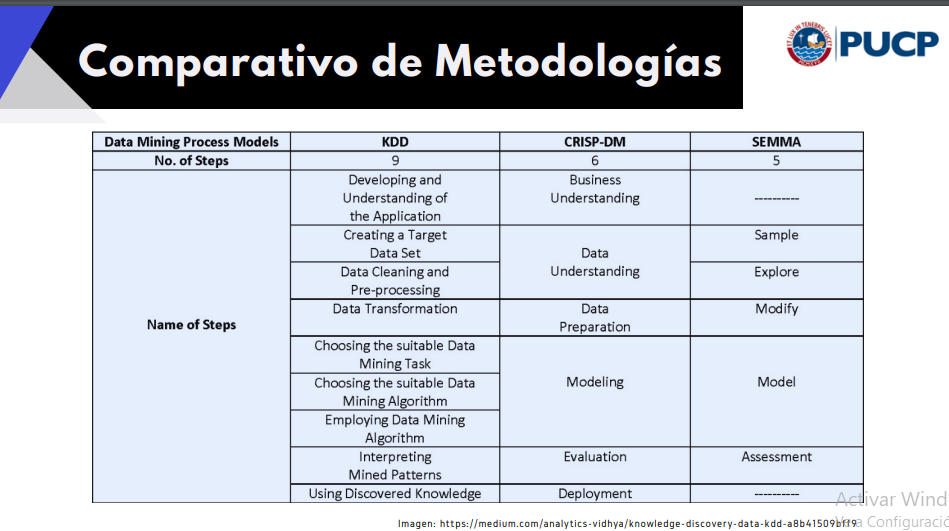 Comparativo de Metodologías
PUCP
Data Mining Process Models
KDD
CRISP-DM
SEMMA
No. of Steps
9
6
5
Name of Steps
Developing and
Understanding of
the Application
Business
Understanding
----------
Creating a Target
Data Set
Data
Understanding
Sample
Data Cleaning and
Pre-processing
Explore
Data Transformation
Data
Preparation
Modify
Choosing the suitable Data
Mining Task
Choosing the suitable Data
Mining Algorithm
Employing Data Mining
Algorithm
Modeling
Model
Interpreting
Mined Patterns
Evaluation
Assessment
Using Discovered Knowledge
Deployment
----------
Activar Wind
Imagen: https://medium.com/analytics-vidhya/knowledge-discovery-data-kdd-a8b41509bff9
a Configuració